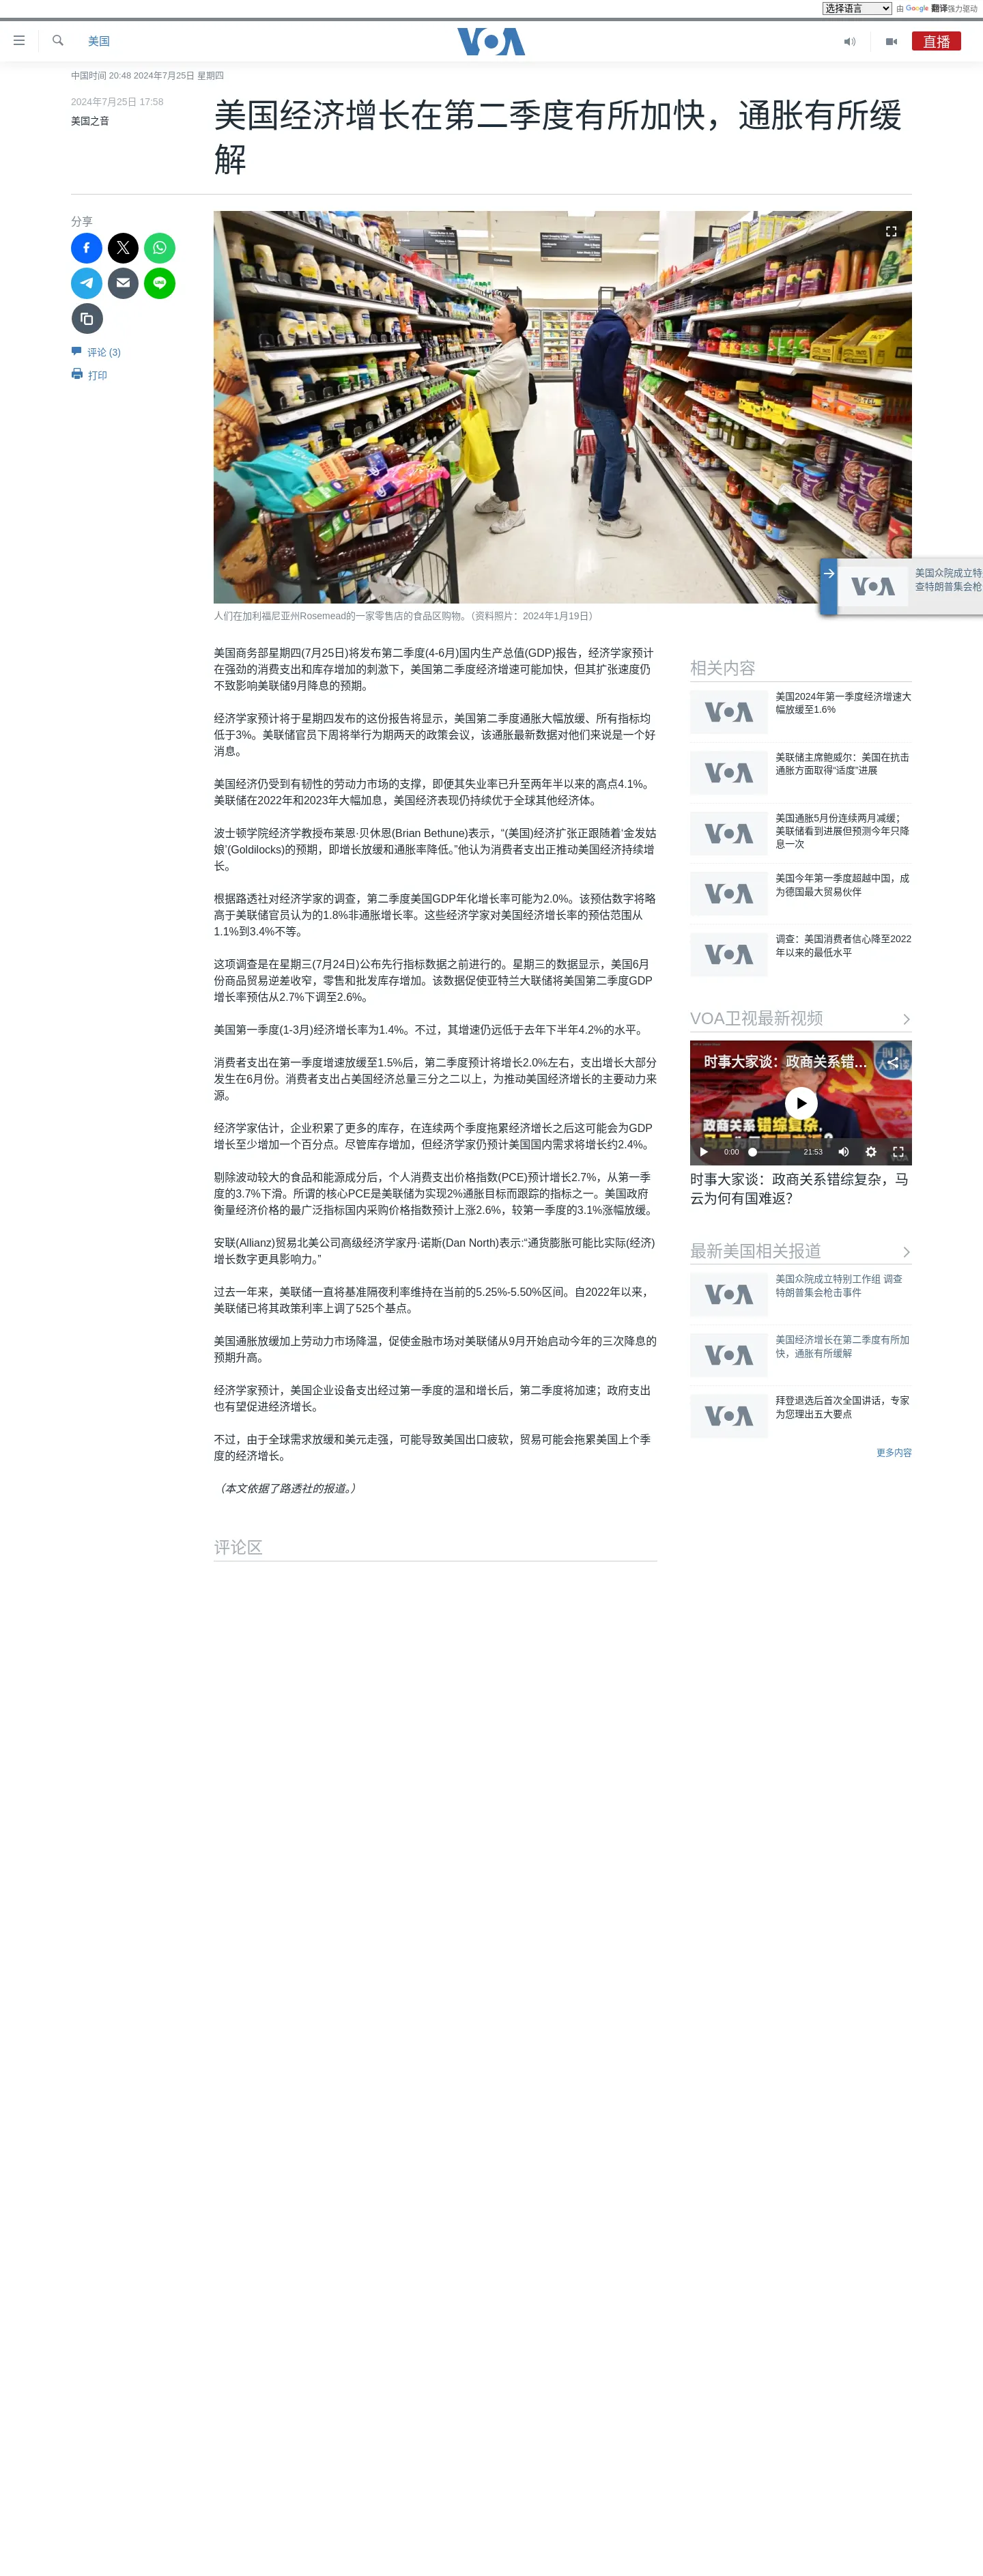 选择语言 由 Google 翻译强力驱动
美国
VOA
直播
中国时间 20:48 2024年7月25日 星期四
2024年7月25日 17:58
美国之音
美国经济增长在第二季度有所加快，通胀有所缓
解
分享
评论 (3)
打印
人们在加利福尼亚州Rosemead的一家零售店的食品区购物。（资料照片：2024年1月19日）
VOA
美国众院成立特
查特朗普集会枪
美国商务部星期四(7月25日)将发布第二季度(4-6月)国内生产总值(GDP)报告，经济学家预计
在强劲的消费支出和库存增加的刺激下，美国第二季度经济增速可能加快，但其扩张速度仍
不致影响美联储9月降息的预期。
经济学家预计将于星期四发布的这份报告将显示，美国第二季度通胀大幅放缓、所有指标均
低于3%。美联储官员下周将举行为期两天的政策会议，该通胀最新数据对他们来说是一个好
消息。
美国经济仍受到有韧性的劳动力市场的支撑，即便其失业率已升至两年半以来的高点4.1%。
美联储在2022年和2023年大幅加息，美国经济表现仍持续优于全球其他经济体。
波士顿学院经济学教授布莱恩·贝休恩(Brian Bethune)表示，“(美国)经济扩张正跟随着‘金发姑
娘’(Goldilocks)的预期，即增长放缓和通胀率降低。”他认为消费者支出正推动美国经济持续增
长。
根据路透社对经济学家的调查，第二季度美国GDP年化增长率可能为2.0%。该预估数字将略
高于美联储官员认为的1.8%非通胀增长率。这些经济学家对美国经济增长率的预估范围从
1.1%到3.4%不等。
这项调查是在星期三(7月24日)公布先行指标数据之前进行的。星期三的数据显示，美国6月
份商品贸易逆差收窄，零售和批发库存增加。该数据促使亚特兰大联储将美国第二季度GDP
增长率预估从2.7%下调至2.6%。
美国第一季度(1-3月)经济增长率为1.4%。不过，其增速仍远低于去年下半年4.2%的水平。
消费者支出在第一季度增速放缓至1.5%后，第二季度预计将增长2.0%左右，支出增长大部分
发生在6月份。消费者支出占美国经济总量三分之二以上，为推动美国经济增长的主要动力来
源。
经济学家估计，企业积累了更多的库存，在连续两个季度拖累经济增长之后这可能会为GDP
增长至少增加一个百分点。尽管库存增加，但经济学家仍预计美国国内需求将增长约2.4%。
剔除波动较大的食品和能源成分后，个人消费支出价格指数(PCE)预计增长2.7%，从第一季
度的3.7%下滑。所谓的核心PCE是美联储为实现2%通胀目标而跟踪的指标之一。美国政府
衡量经济价格的最广泛指标国内采购价格指数预计上涨2.6%，较第一季度的3.1%涨幅放缓。
安联(Allianz)贸易北美公司高级经济学家丹·诺斯(Dan North)表示:“通货膨胀可能比实际(经济)
增长数字更具影响力。”
过去一年来，美联储一直将基准隔夜利率维持在当前的5.25%-5.50%区间。自2022年以来，
美联储已将其政策利率上调了525个基点。
美国通胀放缓加上劳动力市场降温，促使金融市场对美联储从9月开始启动今年的三次降息的
预期升高。
经济学家预计，美国企业设备支出经过第一季度的温和增长后，第二季度将加速；政府支出
也有望促进经济增长。
不过，由于全球需求放缓和美元走强，可能导致美国出口疲软，贸易可能会拖累美国上个季
度的经济增长。
（本文依据了路透社的报道。）
评论区
相关内容
VOA
美国2024年第一季度经济增速大
幅放缓至1.6%
VOA
美联储主席鲍威尔：美国在抗击
通胀方面取得“适度”进展
VOA
美国通胀5月份连续两月减缓；
美联储看到进展但预测今年只降
息一次
VOA
美国今年第一季度超越中国，成
为德国最大贸易伙伴
VOA
调查：美国消费者信心降至2022
年以来的最低水平
VOA卫视最新视频
时事大家谈：政商关系错...
政商关系错综复杂，
0:00 21:53
时事大家谈：政商关系错综复杂，马
云为何有国难返？
最新美国相关报道
VOA
美国众院成立特别工作组 调查
特朗普集会枪击事件
VOA
美国经济增长在第二季度有所加
快，通胀有所缓解
VOA
拜登退选后首次全国讲话，专家
为您理出五大要点
更多内容